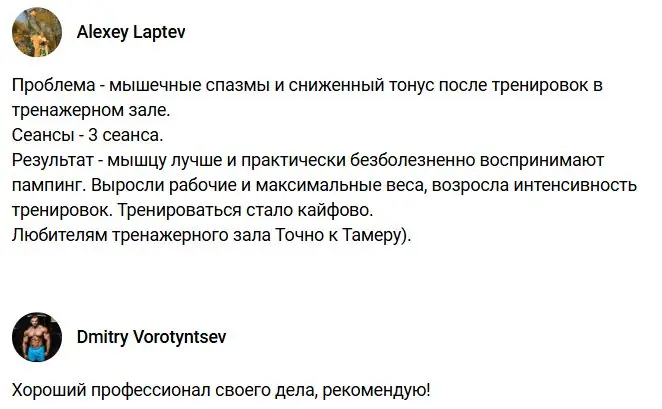 Alexey Laptev
Проблема - мышечные спазмы и сниженный тонус после тренировок в
тренажерном зале.
Сеансы - 3 сеанса.
Результат - мышцу лучше и практически безболезненно воспринимают
пампинг. Выросли рабочие и максимальные веса, возросла интенсивность
тренировок. Тренироваться стало кайфово.
Любителям тренажерного зала Точно к Тамеру).
Dmitry Vorotyntsev
Хороший профессионал своего дела, рекомендую!